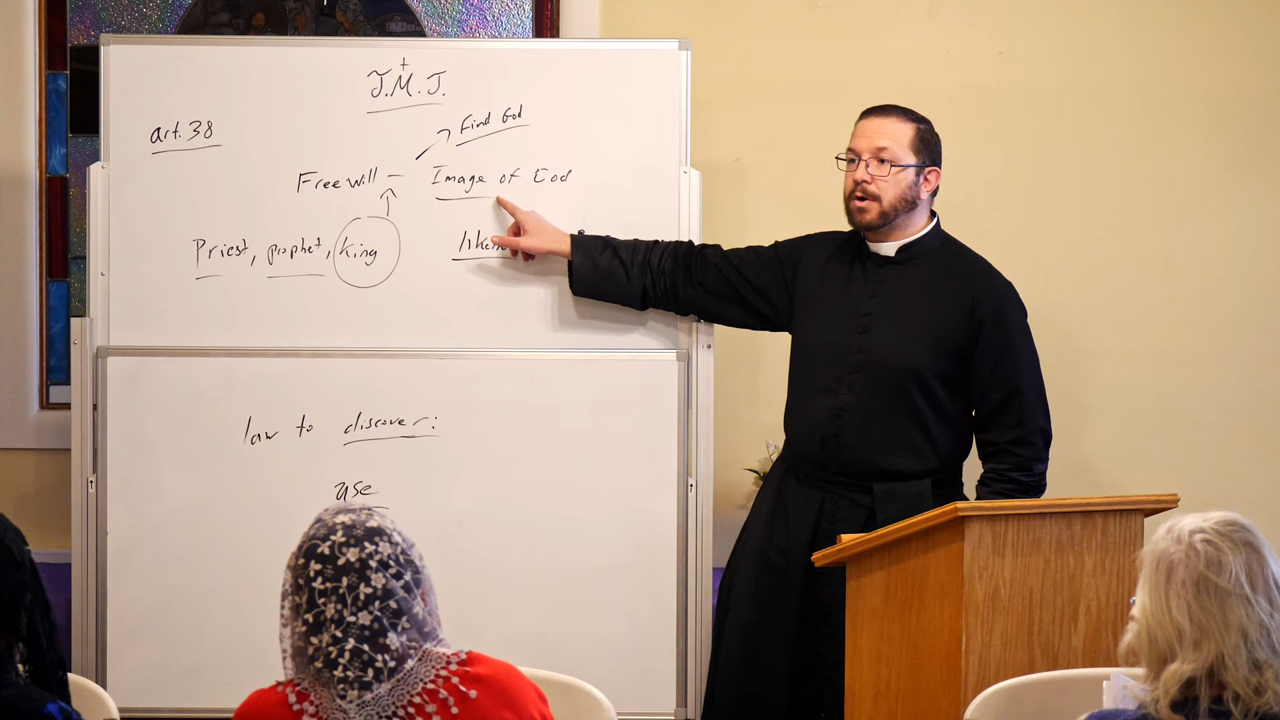 J.M.J.
art. 38
Find God
Free will – Image of God
Priest, prophet, king
law to discover:
use